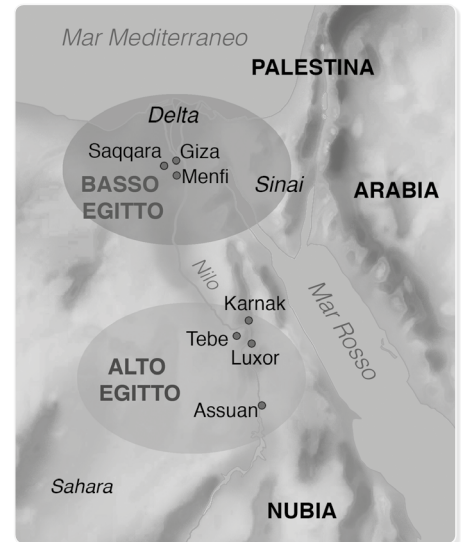 Mar Mediterraneo
PALESTINA
Delta
Saqqara
Giza
Menfi
BASSO
EGITTO
Sinai
ARABIA
Nilo
Mar Rosso
Karnak
Tebe
Luxor
ALTO
EGITTO
Assuan
Sahara
NUBIA